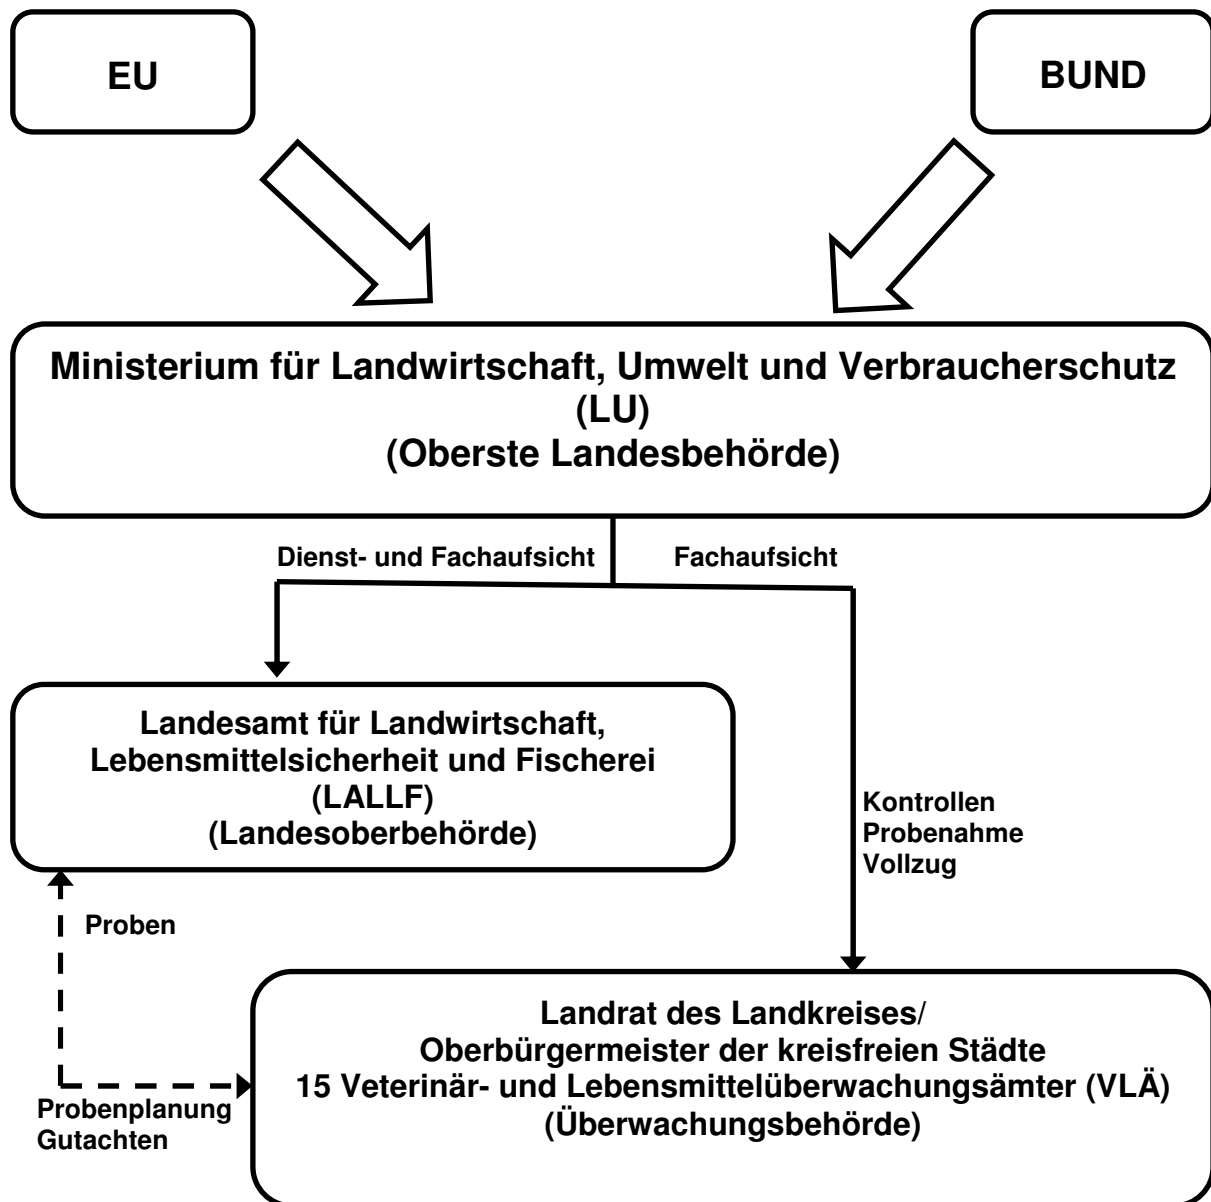 EU
BUND
Ministerium für Landwirtschaft, Umwelt und Verbraucherschutz
(LU)
(Oberste Landesbehörde)
Dienst- und Fachaufsicht
Fachaufsicht
Landesamt für Landwirtschaft,
Lebensmittelsicherheit und Fischerei
(LALLF)
(Landesoberbehörde)
Kontrollen
Probenahme
Vollzug
Proben
Landrat des Landkreises/
Oberbürgermeister der kreisfreien Städte
15 Veterinär- und Lebensmittelüberwachungsämter (VLÄ)
(Überwachungsbehörde)
Probenplanung
Gutachten